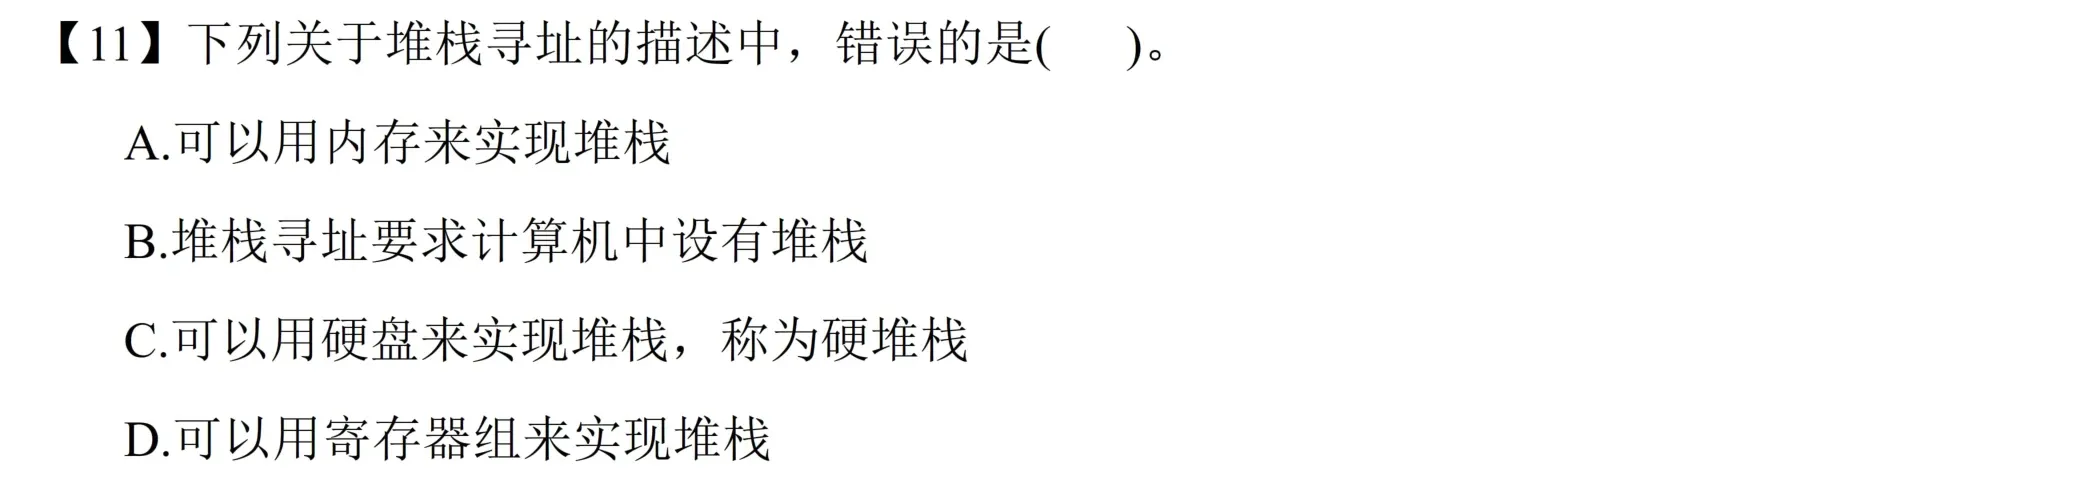 【11】下列关于堆栈寻址的描述中，错误的是(  )。
A.可以用内存来实现堆栈
B.堆栈寻址要求计算机中设有堆栈
C.可以用硬盘来实现堆栈，称为硬堆栈
D.可以用寄存器组来实现堆栈